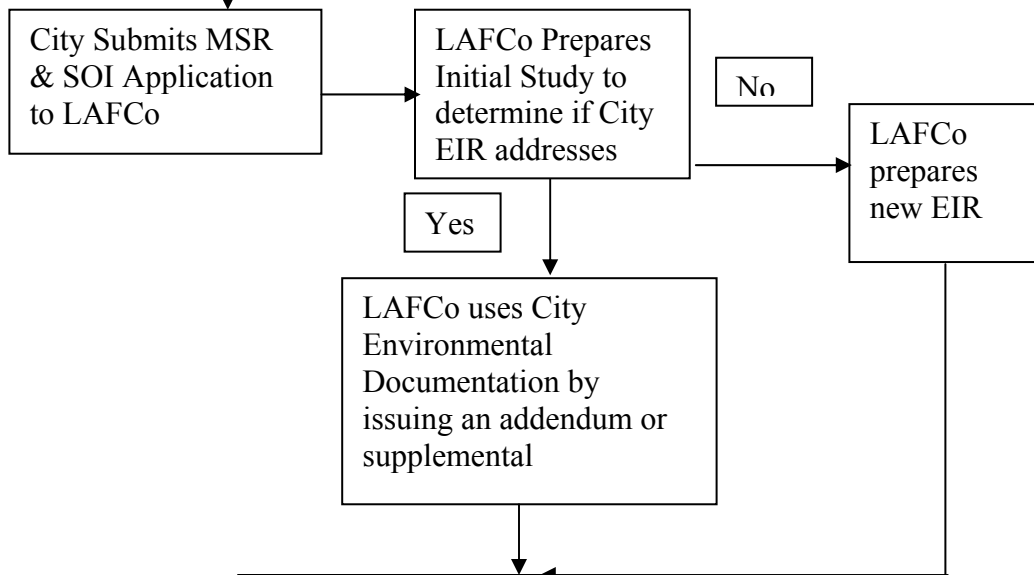 City Submits MSR
& SOI Application
to LAFCo
LAFCo Prepares
Initial Study to
determine if City
EIR addresses
No
LAFCo
prepares
new EIR
Yes
LAFCo uses City
Environmental
Documentation by
issuing an addendum or
supplemental